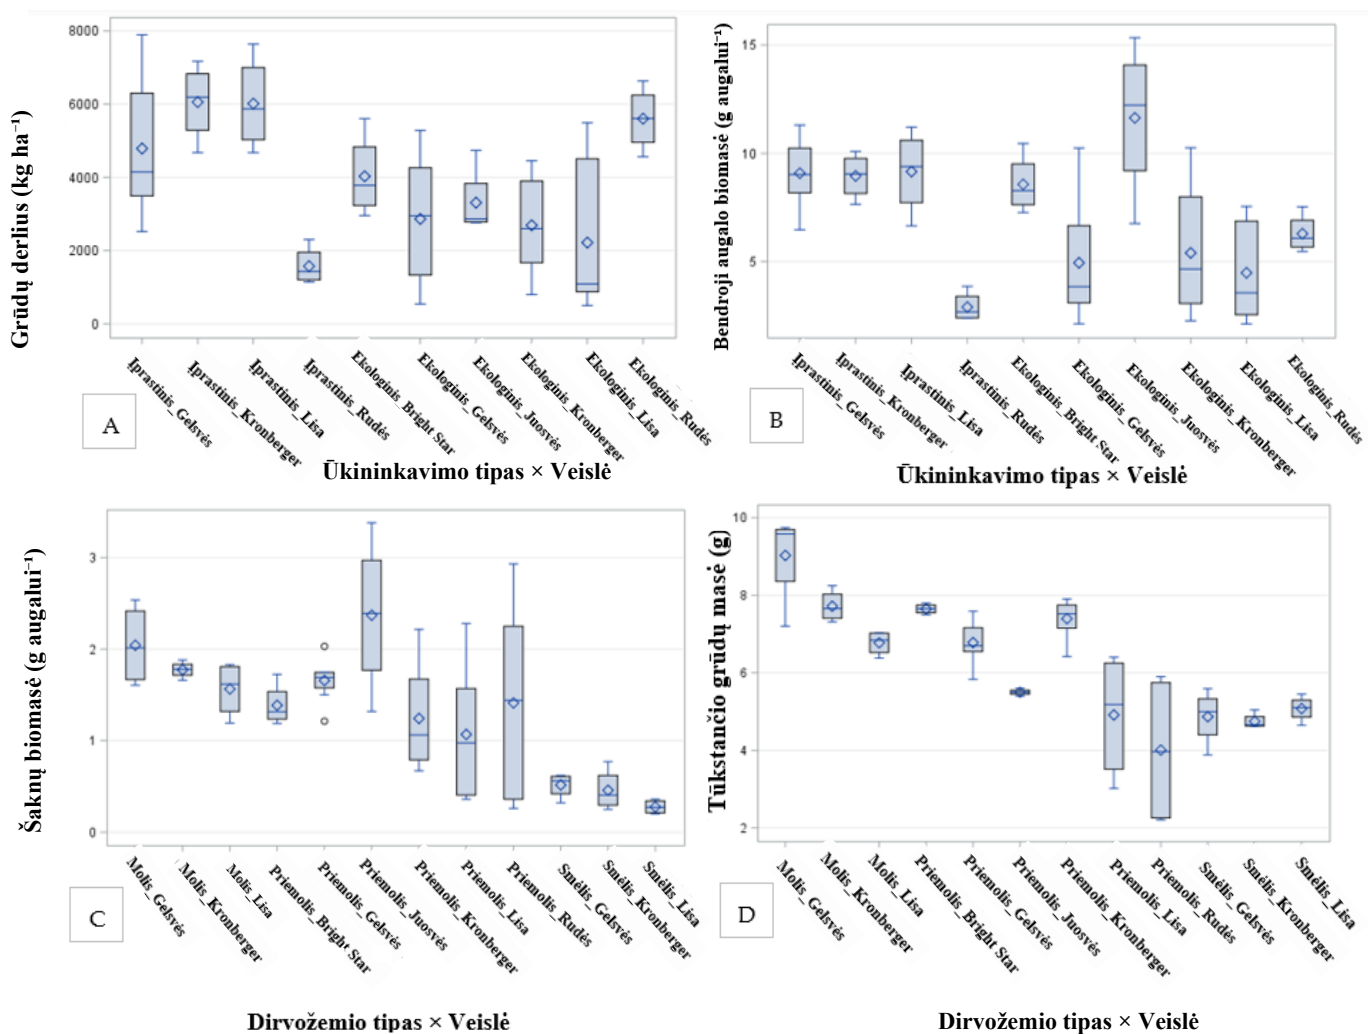 Grūdų derlius (kg ha⁻¹)
8000
6000
4000
2000
0
Įprastinis_Gelsvės
Įprastinis_Kronberger
Įprastinis_Lisa
Įprastinis_Rudės
Ekologinis_Bright Star
Ekologinis_Gelsvės
Ekologinis_Juosvės
Ekologinis_Kronberger
Ekologinis_Lisa
Ekologinis_Rudės
A
Ūkininkavimo tipas × Veislė
Bendroji augalo biomasė (g augalui⁻¹)
15
10
5
Įprastinis_Gelsvės
Įprastinis_Kronberger
Įprastinis_Lisa
Įprastinis_Rudės
Ekologinis_Bright Star
Ekologinis_Gelsvės
Ekologinis_Juosvės
Ekologinis_Kronberger
Ekologinis_Lisa
Ekologinis_Rudės
B
Ūkininkavimo tipas × Veislė
Šaknų biomasė (g augalui⁻¹)
3
2
1
0
Molis_Gelsvės
Molis_Kronberger
Molis_Lisa
Priemolis_Bright Star
Priemolis_Gelsvės
Priemolis_Juosvės
Priemolis_Kronberger
Priemolis_Lisa
Priemolis_Rudės
Smėlis_Gelsvės
Smėlis_Kronberger
Smėlis_Lisa
C
Dirvožemio tipas × Veislė
Tūkstančio grūdų masė (g)
10
8
6
4
2
Molis_Gelsvės
Molis_Kronberger
Molis_Lisa
Priemolis_Bright Star
Priemolis_Gelsvės
Priemolis_Juosvės
Priemolis_Kronberger
Priemolis_Lisa
Priemolis_Rudės
Smėlis_Gelsvės
Smėlis_Kronberger
Smėlis_Lisa
D
Dirvožemio tipas × Veislė